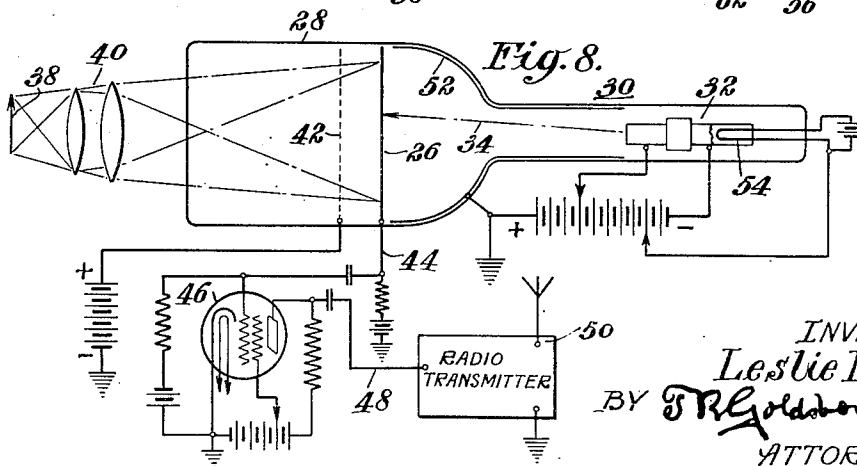 28
Fig. 8.
40
38
52
30
32
42
34
26
54
+
-
44
+
46
-
50
RADIO
TRANSMITTER
48
INV
Leslie
BY
ATTOR